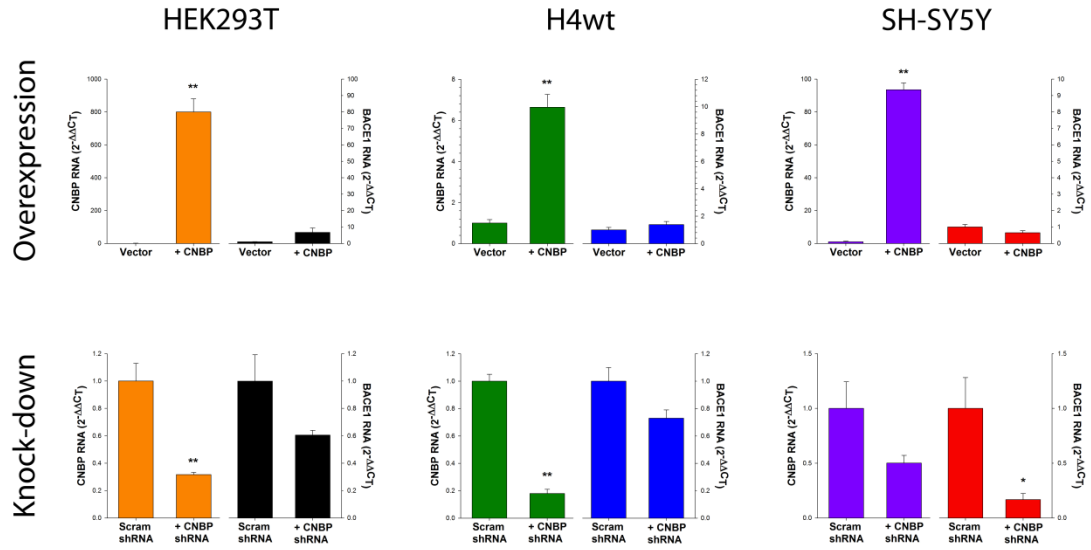 HEK293T
H4wt
SH-SY5Y
Overexpression
CNBP RNA (2^-ΔΔCT)
1000
800
600
400
200
0
**
Vector
+ CNBP
Vector
+ CNBP
100
90
80
70
60
50
40
30
20
10
0
BACE1 RNA (2^-ΔΔCT)
CNBP RNA (2^-ΔΔCT)
8
7
6
5
4
3
2
1
0
**
Vector
+ CNBP
Vector
+ CNBP
12
10
8
6
4
2
0
BACE1 RNA (2^-ΔΔCT)
CNBP RNA (2^-ΔΔCT)
100
80
60
40
20
0
**
Vector
+ CNBP
Vector
+ CNBP
10
9
8
7
6
5
4
3
2
1
0
BACE1 RNA (2^-ΔΔCT)
Knock-down
CNBP RNA (2^-ΔΔCT)
1.2
1.0
0.8
0.6
0.4
0.2
0.0
**
Scram
shRNA
+ CNBP
shRNA
Scram
shRNA
+ CNBP
shRNA
1.2
1.0
0.8
0.6
0.4
0.2
0.0
BACE1 RNA (2^-ΔΔCT)
CNBP RNA (2^-ΔΔCT)
1.2
1.0
0.8
0.6
0.4
0.2
0.0
**
Scram
shRNA
+ CNBP
shRNA
Scram
shRNA
+ CNBP
shRNA
1.2
1.0
0.8
0.6
0.4
0.2
0.0
BACE1 RNA (2^-ΔΔCT)
CNBP RNA (2^-ΔΔCT)
1.5
1.0
0.5
0.0
*
Scram
shRNA
+ CNBP
shRNA
Scram
shRNA
+ CNBP
shRNA
1.5
1.0
0.5
0.0
BACE1 RNA (2^-ΔΔCT)